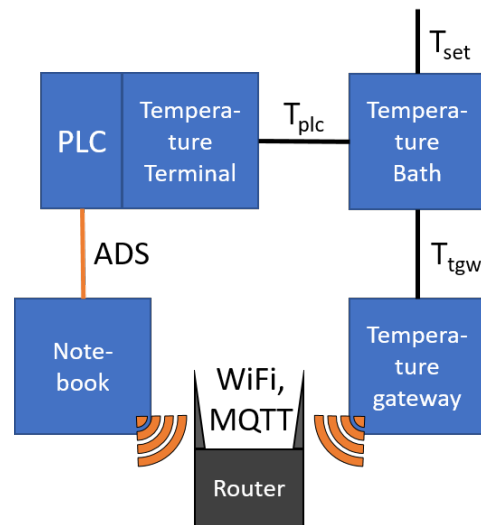 T_set
PLC
Tempera-
ture
Terminal
T_plc
Tempera-
ture
Bath
ADS
T_tgw
Note-
book
WiFi,
MQTT
Tempera-
ture
gateway
Router